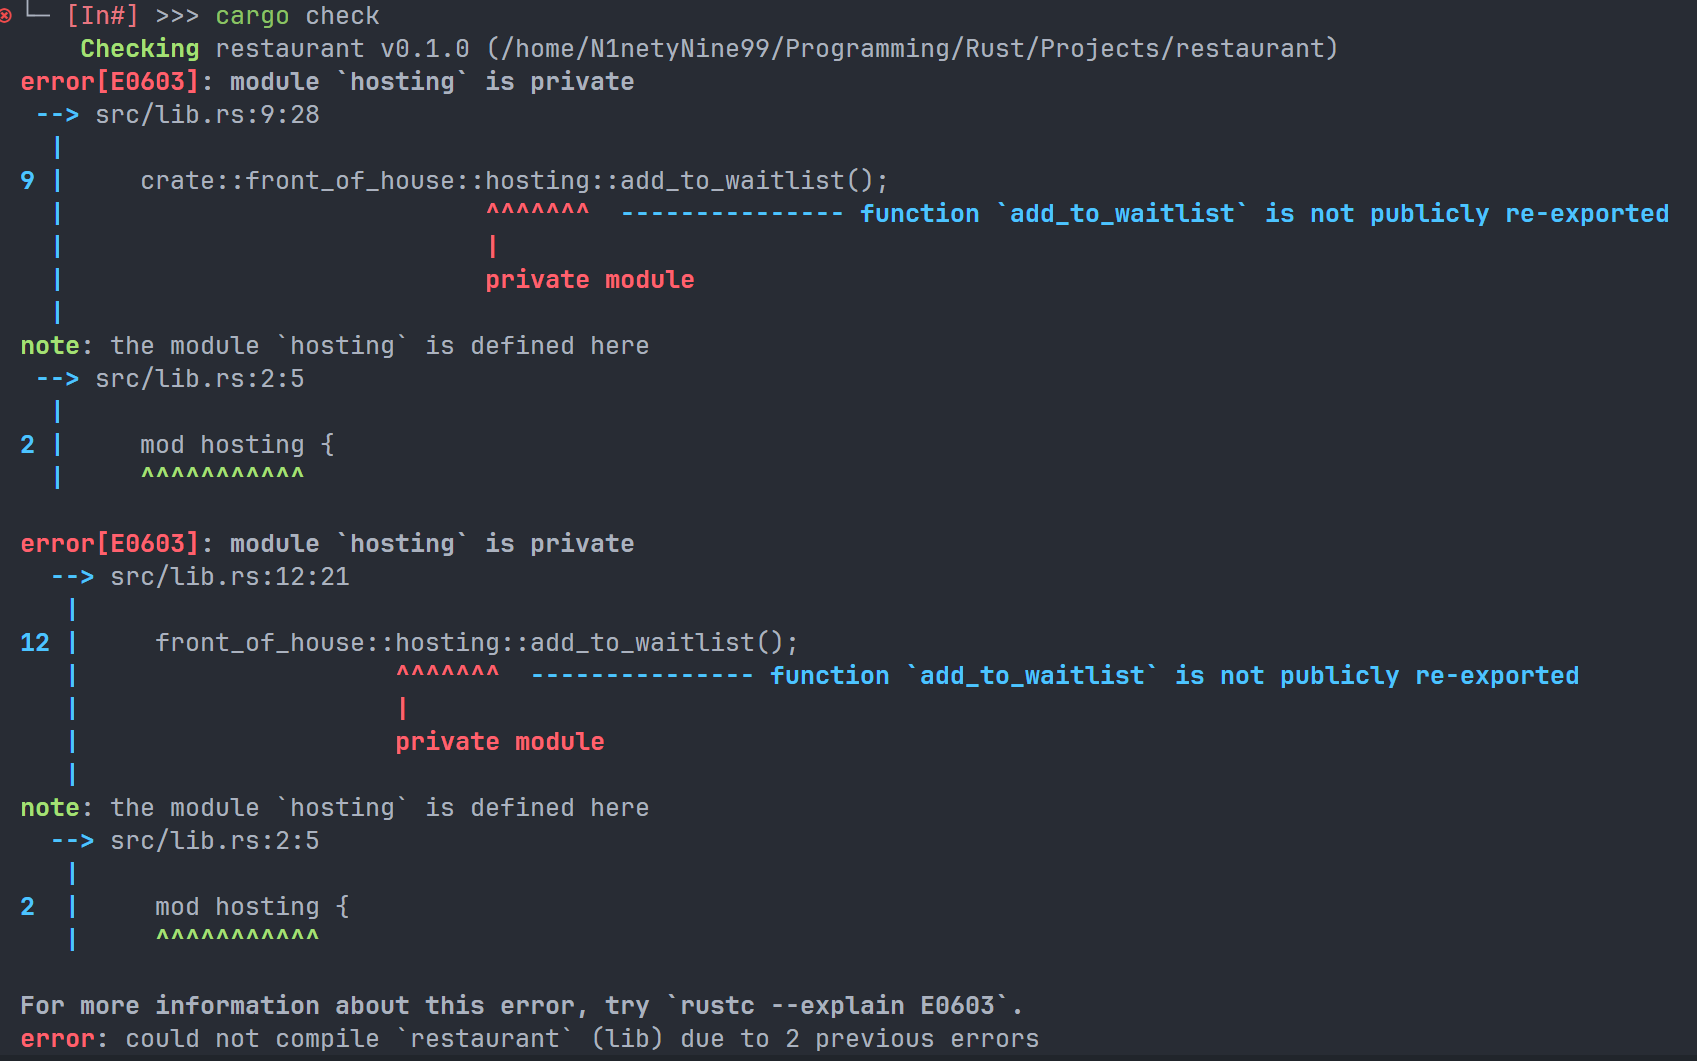 └─ [In#] >>> cargo check
    Checking restaurant v0.1.0 (/home/N1netyNine99/Programming/Rust/Projects/restaurant)
error[E0603]: module `hosting` is private
 --> src/lib.rs:9:28
  |
9 |     crate::front_of_house::hosting::add_to_waitlist();
  |                            ^^^^^^^  --------------- function `add_to_waitlist` is not publicly re-exported
  |                            |
  |                            private module
  |
note: the module `hosting` is defined here
 --> src/lib.rs:2:5
  |
2 |     mod hosting {
  |     ^^^^^^^^^^^

error[E0603]: module `hosting` is private
  --> src/lib.rs:12:21
   |
12 |     front_of_house::hosting::add_to_waitlist();
   |                     ^^^^^^^  --------------- function `add_to_waitlist` is not publicly re-exported
   |                     |
   |                     private module
   |
note: the module `hosting` is defined here
  --> src/lib.rs:2:5
   |
2  |     mod hosting {
   |     ^^^^^^^^^^^

For more information about this error, try `rustc --explain E0603`.
error: could not compile `restaurant` (lib) due to 2 previous errors